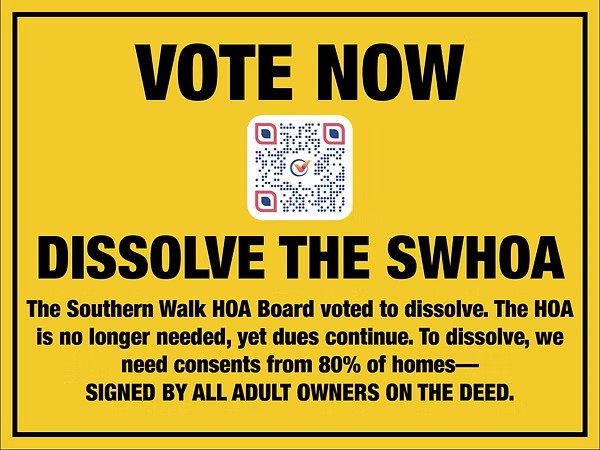 VOTE NOW
DISSOLVE THE SWHOA
The Southern Walk HOA Board voted to dissolve. The HOA
is no longer needed, yet dues continue. To dissolve, we
need consents from 80% of homes—
SIGNED BY ALL ADULT OWNERS ON THE DEED.